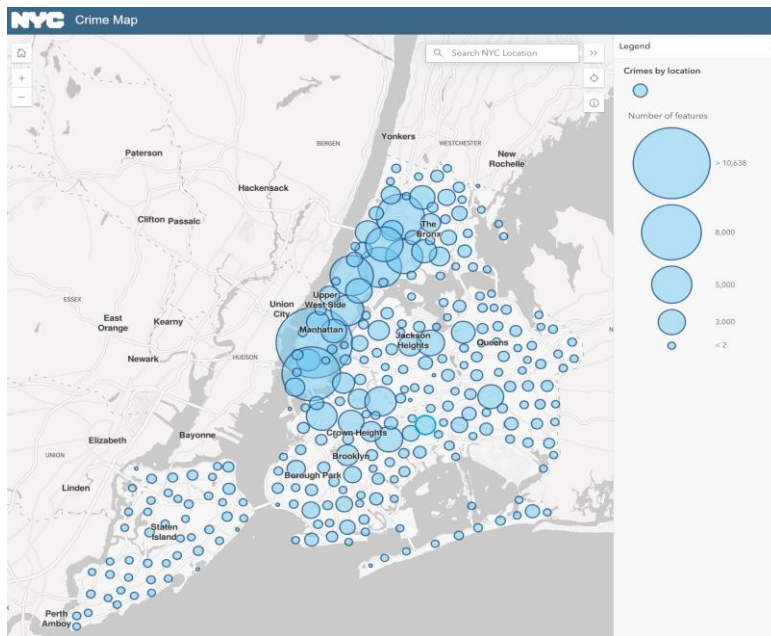 NYC Crime Map
Search NYC Location
Legend
Crimes by location
Number of features
> 10,638
8,000
5,000
3,000
< 2
Yonkers
BERGEN
WESTCHESTER
New
Rochelle
Paterson
Hackensack
Clifton
Passaic
The
Bronx
ESSEX
Upper
West Side
Union
City
East
Orange
Kearny
Manhattan
Jackson
Heights
Queens
Newark
HUDSON
Crown Heights
Elizabeth
Bayonne
UNION
Brooklyn
Borough Park
Linden
Staten
Island
Perth
Amboy